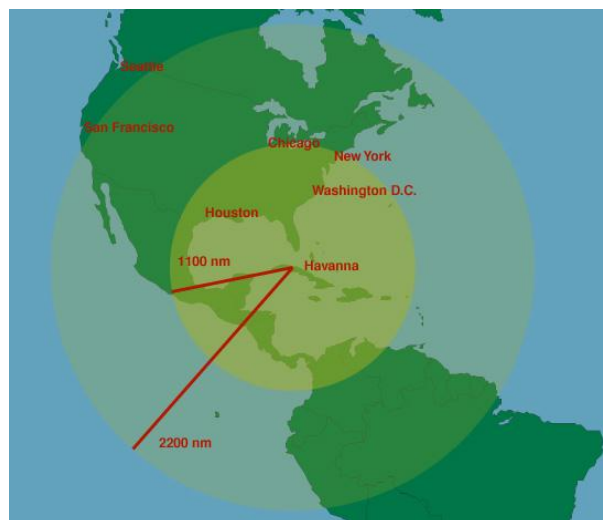 Seattle
San Francisco
Chicago
New York
Washington D.C.
Houston
1100 nm
Havanna
2200 nm